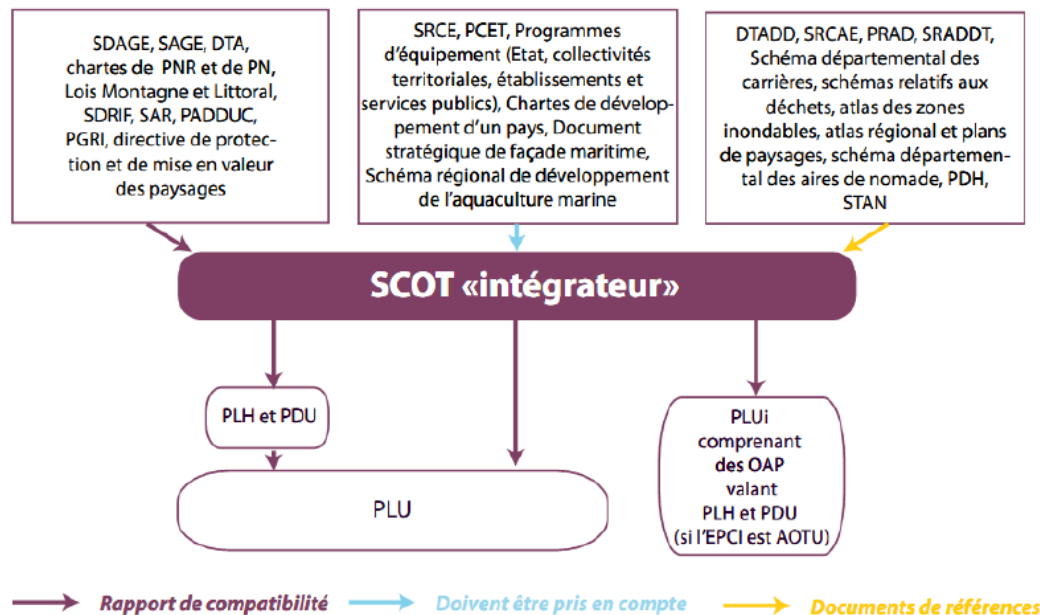 SDAGE, SAGE, DTA,
chartes de PNR et de PN,
Lois Montagne et Littoral,
SDRIF, SAR, PADDUC,
PGRI, directive de protec-
tion et de mise en valeur
des paysages
SRCE, PCET, Programmes
d'équipement (Etat, collectivités
territoriales, établissements et
services publics), Chartes de dévelop-
pement d'un pays, Document
stratégique de façade maritime,
Schéma régional de développement
de l'aquaculture marine
DTADD, SRCAE, PRAD, SRADDT,
Schéma départemental des
carrières, schémas relatifs aux
déchets, atlas des zones
inondables, atlas régional et plans
de paysages, schéma départemen-
tal des aires de nomade, PDH,
STAN
SCOT «intégrateur»
PLH et PDU
PLU
PLUi
comprenant
des OAP
valant
PLH et PDU
(si l'EPCI est AOTU)
Rapport de compatibilité
Doivent être pris en compte
Documents de références